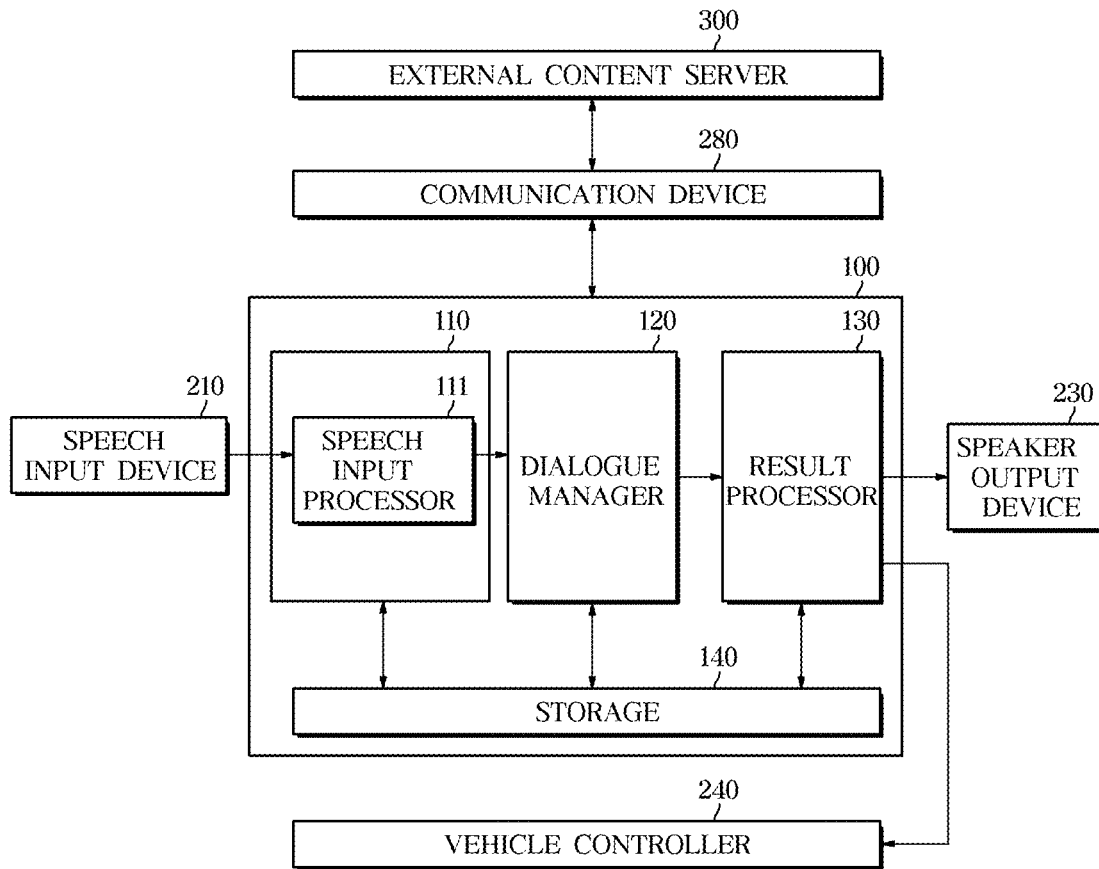 300
EXTERNAL CONTENT SERVER
280
COMMUNICATION DEVICE
100
110
120
130
210
111
230
SPEECH
INPUT DEVICE
SPEECH
INPUT
PROCESSOR
DIALOGUE
MANAGER
RESULT
PROCESSOR
SPEAKER
OUTPUT
DEVICE
140
STORAGE
240
VEHICLE CONTROLLER